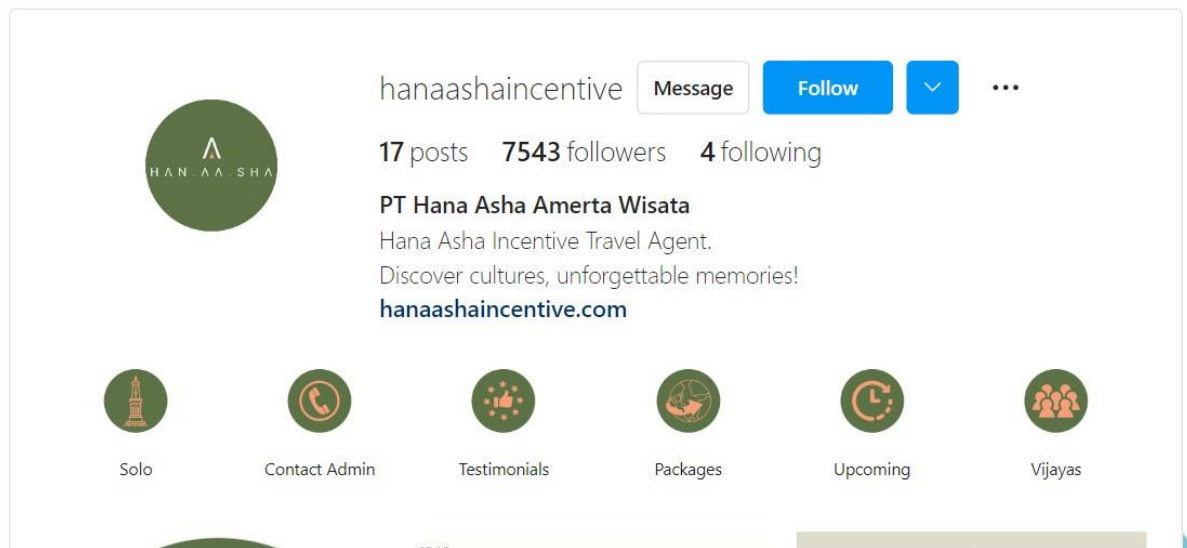 hanaashaincentive Message Follow
17 posts 7543 followers 4 following
HAN.AA.SHA
PT Hana Asha Amerta Wisata
Hana Asha Incentive Travel Agent.
Discover cultures, unforgettable memories!
hanaashaincentive.com
Solo Contact Admin Testimonials Packages Upcoming Vijayas